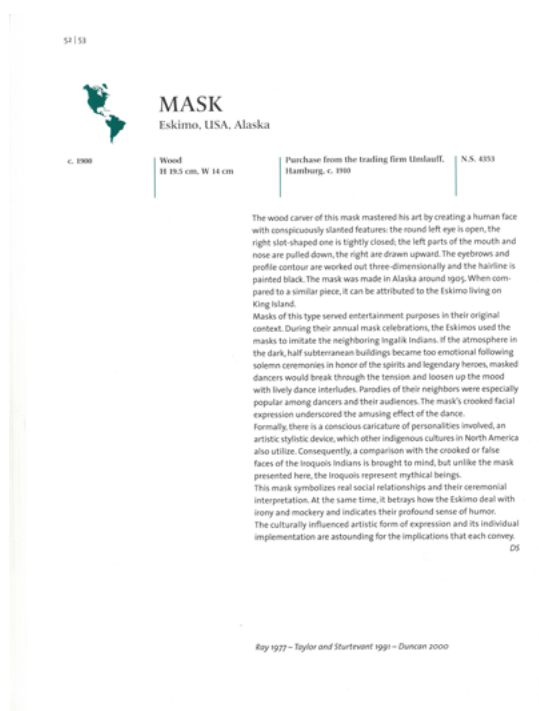 52 | 53
MASK
Eskimo, USA, Alaska
c. 1900
Wood
H 19.5 cm, W 14 cm
Purchase from the trading firm Umlauff,
Hamburg, c. 1910
N.S. 4353
The wood carver of this mask mastered his art by creating a human face
with conspicuously slanted features: the round left eye is open, the
right slot-shaped one is tightly closed; the left parts of the mouth and
nose are pulled down, the right are drawn upward. The eyebrows and
profile contour are worked out three-dimensionally and the hairline is
painted black. The mask was made in Alaska around 1905. When com-
pared to a similar piece, it can be attributed to the Eskimo living on
King Island.
Masks of this type served entertainment purposes in their original
context. During their annual mask celebrations, the Eskimos used the
masks to imitate the neighboring Ingalik Indians. If the atmosphere in
the dark, half subterranean buildings became too emotional following
solemn ceremonies in honor of the spirits and legendary heroes, masked
dancers would break through the tension and loosen up the mood
with lively dance interludes. Parodies of their neighbors were especially
popular among dancers and their audiences. The mask's crooked facial
expression underscored the amusing effect of the dance.
Formally, there is a conscious caricature of personalities involved, an
artistic stylistic device, which other indigenous cultures in North America
also utilize. Consequently, a comparison with the crooked or false
faces of the Iroquois Indians is brought to mind, but unlike the mask
presented here, the Iroquois represent mythical beings.
This mask symbolizes real social relationships and their ceremonial
interpretation. At the same time, it betrays how the Eskimo deal with
irony and mockery and indicates their profound sense of humor.
The culturally influenced artistic form of expression and its individual
implementation are astounding for the implications that each convey.
DS
Ray 1977 – Taylor and Sturtevant 1991 – Duncan 2000